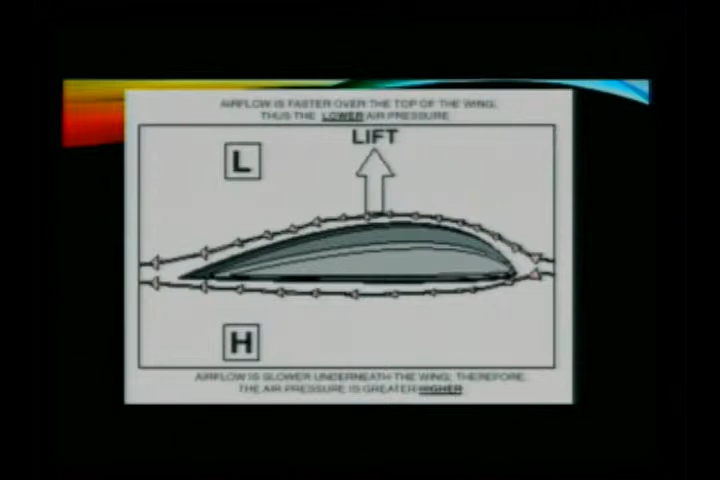 AIRFLOW IS FASTER OVER THE TOP OF THE WING;
THUS THE LOWER AIR PRESSURE
LIFT
L
H
AIRFLOW IS SLOWER UNDERNEATH THE WING; THEREFORE
THE AIR PRESSURE IS GREATER HIGHER